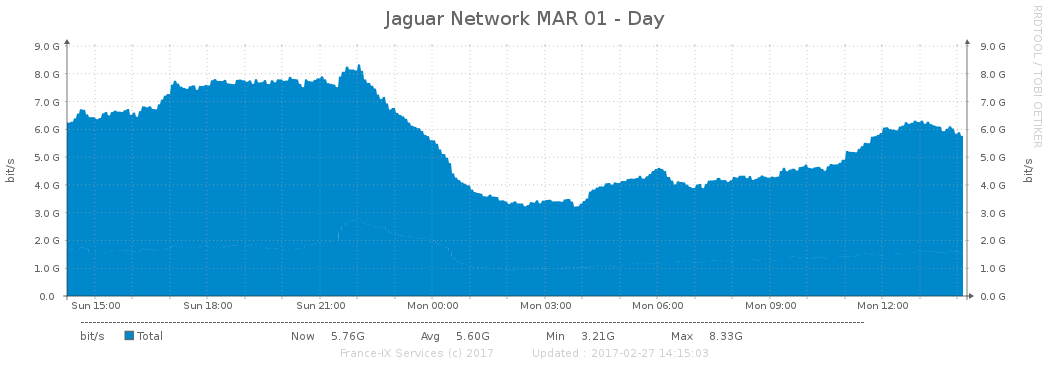 Jaguar Network MAR 01 - Day
RRDTOOL / TOBI OETIKER
bit/s
9.0 G 9.0 G
8.0 G 8.0 G
7.0 G 7.0 G
6.0 G 6.0 G
5.0 G 5.0 G
4.0 G 4.0 G
3.0 G 3.0 G
2.0 G 2.0 G
1.0 G 1.0 G
0.0 0.0 G
bit/s
Sun 15:00 Sun 18:00 Sun 21:00 Mon 00:00 Mon 03:00 Mon 06:00 Mon 09:00 Mon 12:00
bit/s Total Now 5.76G Avg 5.60G Min 3.21G Max 8.33G
France-IX Services (c) 2017 Updated : 2017-02-27 14:15:03